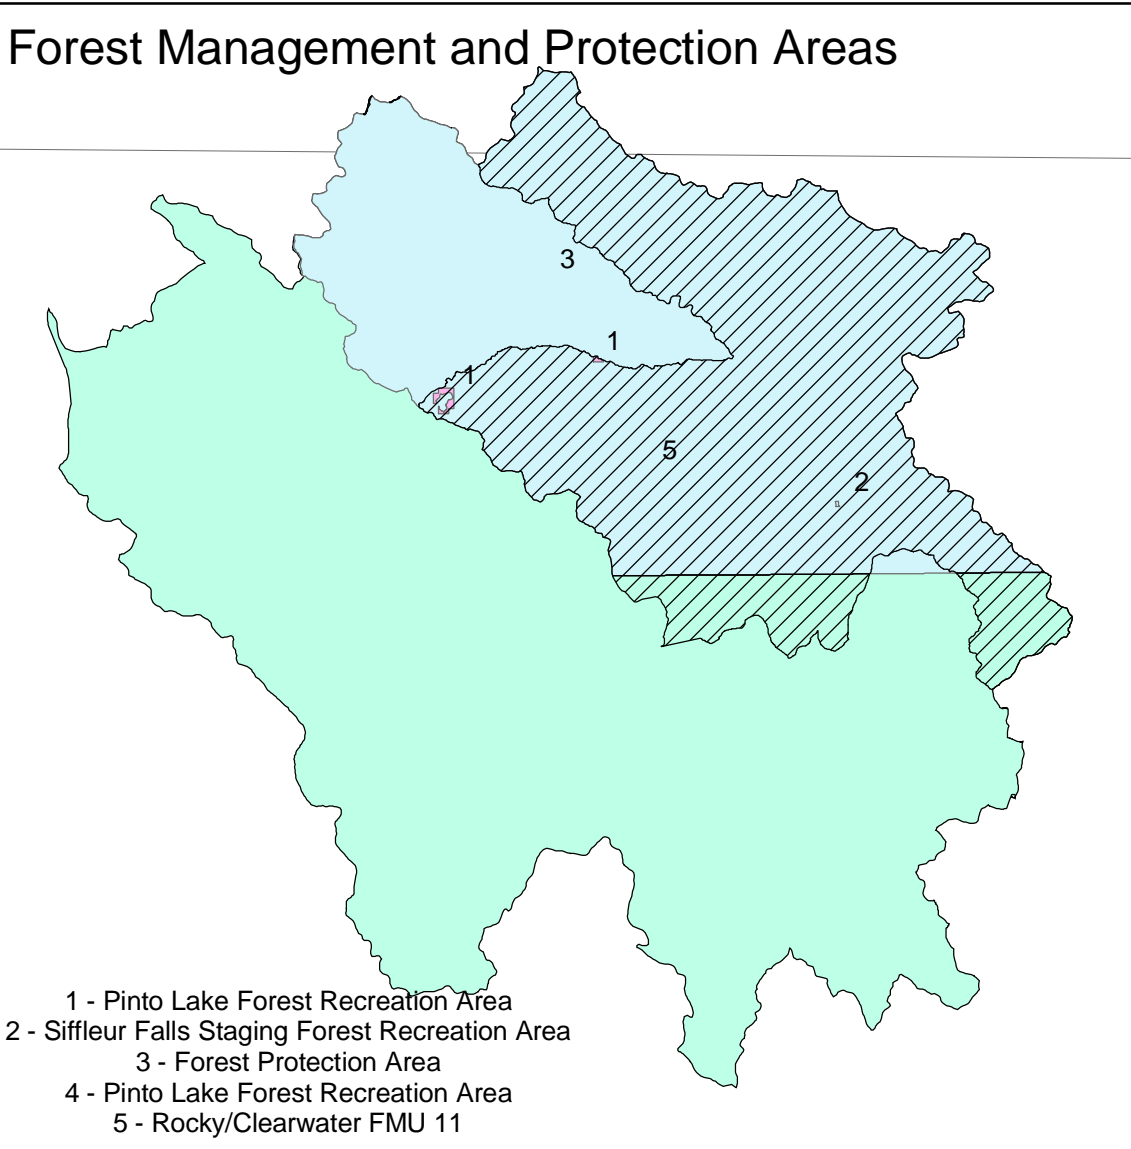 Forest Management and Protection Areas
3
1
1
5
2
1 - Pinto Lake Forest Recreation Area
2 - Siffleur Falls Staging Forest Recreation Area
3 - Forest Protection Area
4 - Pinto Lake Forest Recreation Area
5 - Rocky/Clearwater FMU 11